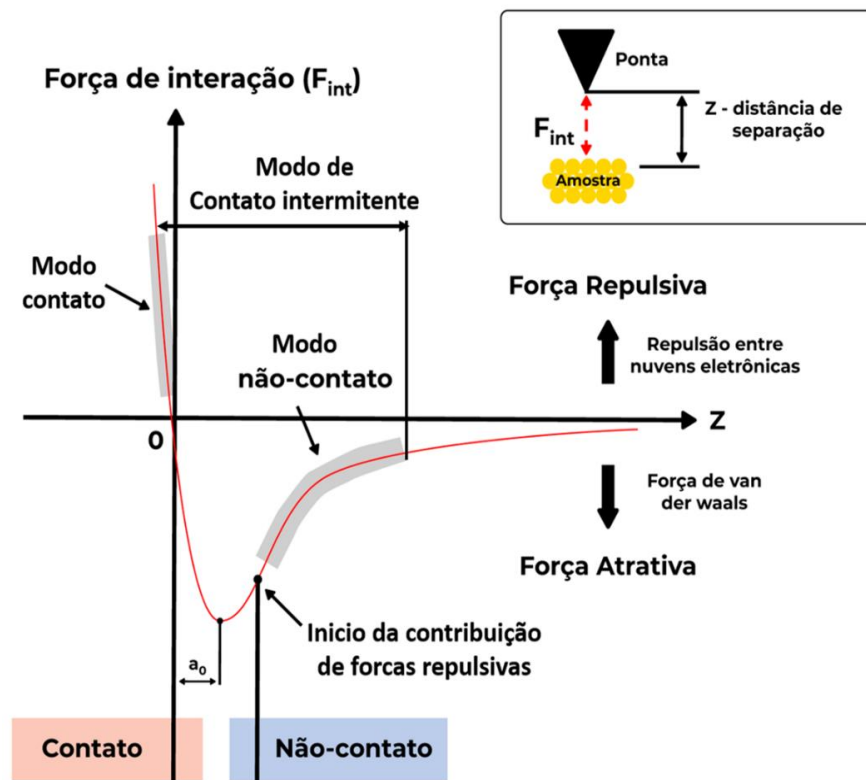 Força de interação (F_int)
Modo de
Contato intermitente
Modo
contato
Modo
não-contato
Ponta
F_int
Z - distância de
separação
Amostra
Força Repulsiva
Repulsão entre
nuvens eletrônicas
0
Z
Força de van
der waals
Força Atrativa
Inicio da contribuição
de forcas repulsivas
a₀
Contato
Não-contato